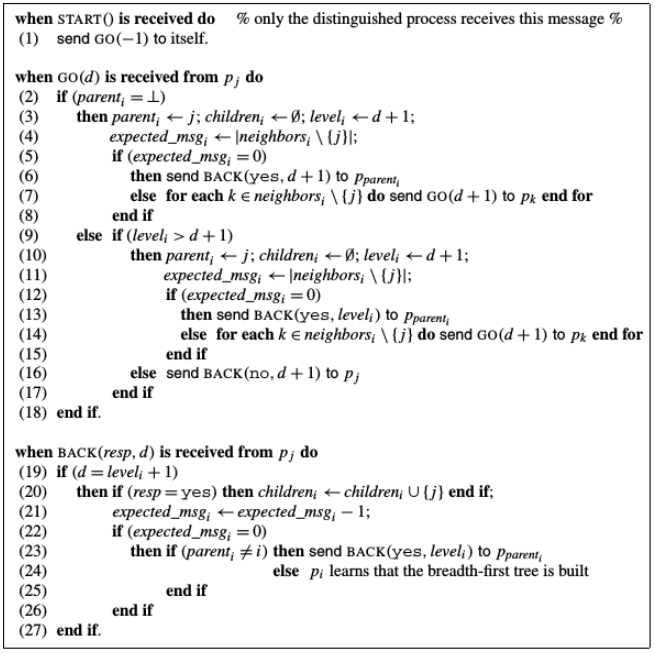 when START() is received do % only the distinguished process receives this message %
(1) send GO(−1) to itself.
when GO(d) is received from p_j do
(2) if (parent_i = ⊥)
(3) then parent_i ← j; children_i ← ∅; level_i ← d + 1;
(4) expected_msg_i ← |neighbors_i \ {j}|;
(5) if (expected_msg_i = 0)
(6) then send BACK(yes, d + 1) to p_parent_i
(7) else for each k ∈ neighbors_i \ {j} do send GO(d + 1) to p_k end for
(8) end if
(9) else if (level_i > d + 1)
(10) then parent_i ← j; children_i ← ∅; level_i ← d + 1;
(11) expected_msg_i ← |neighbors_i \ {j}|;
(12) if (expected_msg_i = 0)
(13) then send BACK(yes, level_i) to p_parent_i
(14) else for each k ∈ neighbors_i \ {j} do send GO(d + 1) to p_k end for
(15) end if
(16) else send BACK(no, d + 1) to p_j
(17) end if
(18) end if.
when BACK(resp, d) is received from p_j do
(19) if (d = level_i + 1)
(20) then if (resp = yes) then children_i ← children_i ∪ {j} end if;
(21) expected_msg_i ← expected_msg_i − 1;
(22) if (expected_msg_i = 0)
(23) then if (parent_i ≠ i) then send BACK(yes, level_i) to p_parent_i
(24) else p_i learns that the breadth-first tree is built
(25) end if
(26) end if
(27) end if.